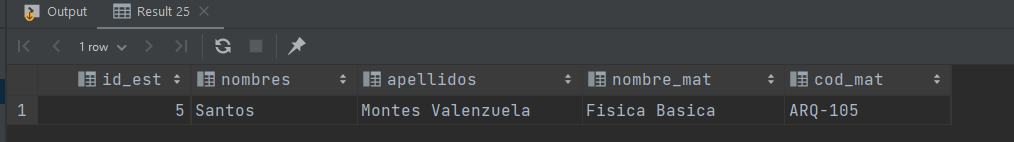 Output Result 25
1 row
id_est nombres apellidos nombre_mat cod_mat
1 5 Santos Montes Valenzuela Fisica Basica ARQ-105